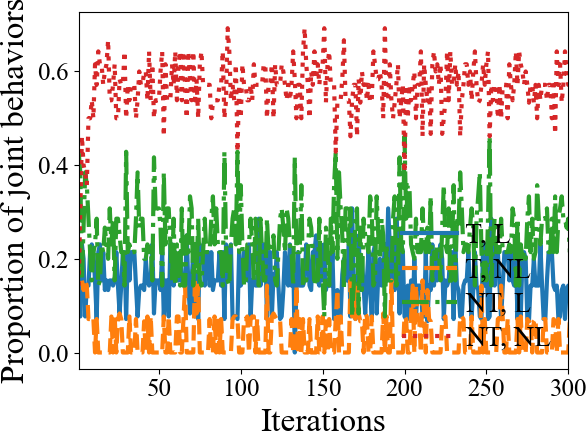 Proportion of joint behaviors
0.6
0.4
0.2
0.0
T, L
T, NL
NT, L
NT, NL
50
100
150
200
250
300
Iterations